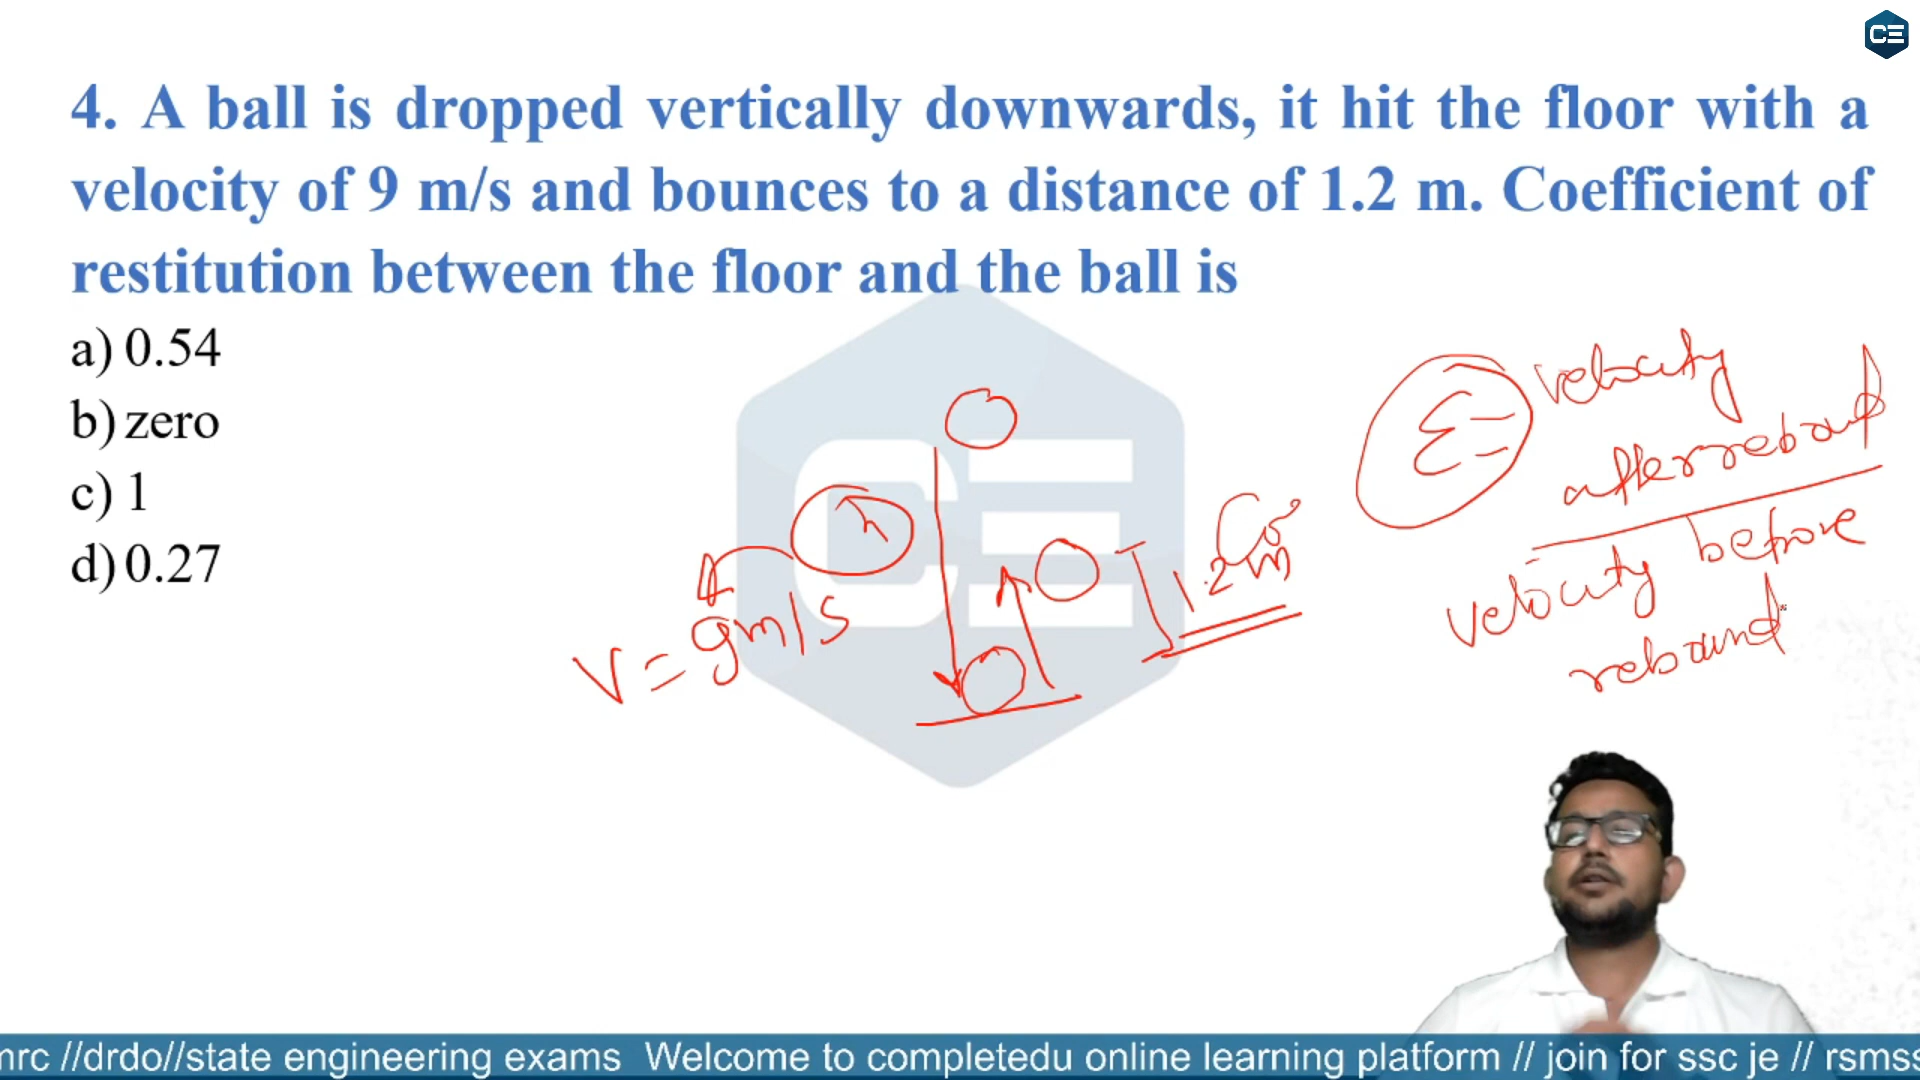 CE
4. A ball is dropped vertically downwards, it hit the floor with a
velocity of 9 m/s and bounces to a distance of 1.2 m. Coefficient of
restitution between the floor and the ball is
a) 0.54
b) zero
c) 1
d) 0.27
h
V = 9m/s
1.2m
E = velocity
after rebound
velocity before
rebound
mrc //drdo//state engineering exams Welcome to completedu online learning platform // join for ssc je // rsmss